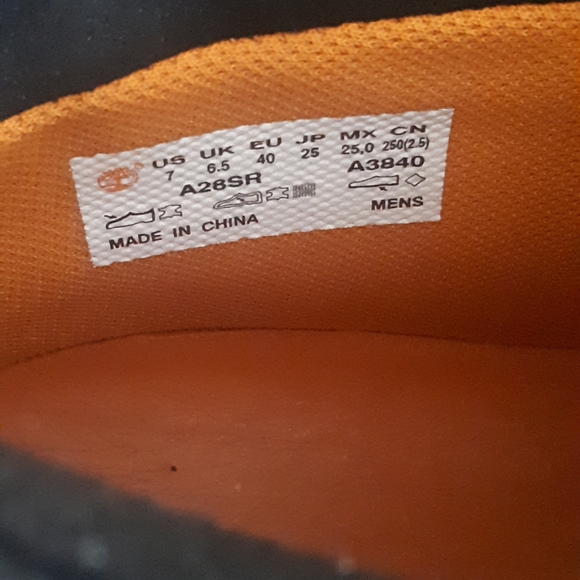 US UK EU JP MX CN
7 6.5 40 25 25,0 250(2.5)
A28SR A3840
MADE IN CHINA MENS